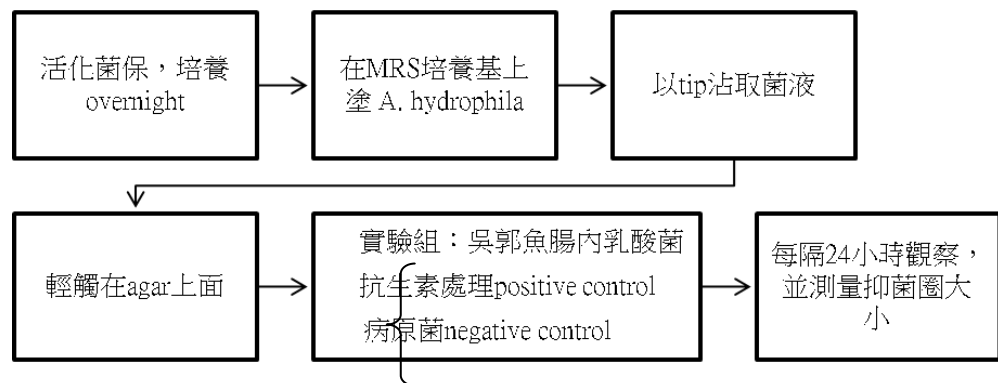 活化菌保，培養
overnight
在MRS培養基上
塗 A. hydrophila
以tip沾取菌液
輕觸在agar上面
實驗組：吳郭魚腸內乳酸菌
抗生素處理positive control
病原菌negative control
每隔24小時觀察，
並測量抑菌圈大
小